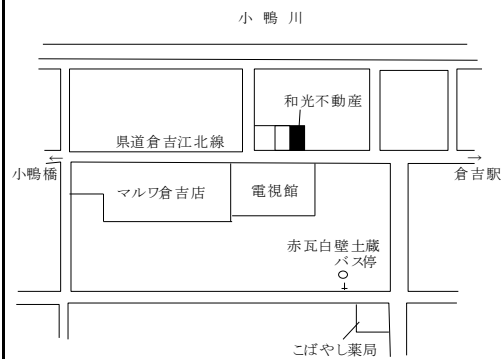 小鴨川
和光不動産
県道倉吉江北線
←
→
小鴨橋
倉吉駅
マルワ倉吉店
電視館
赤瓦白壁土蔵
バス停
こばやし薬局